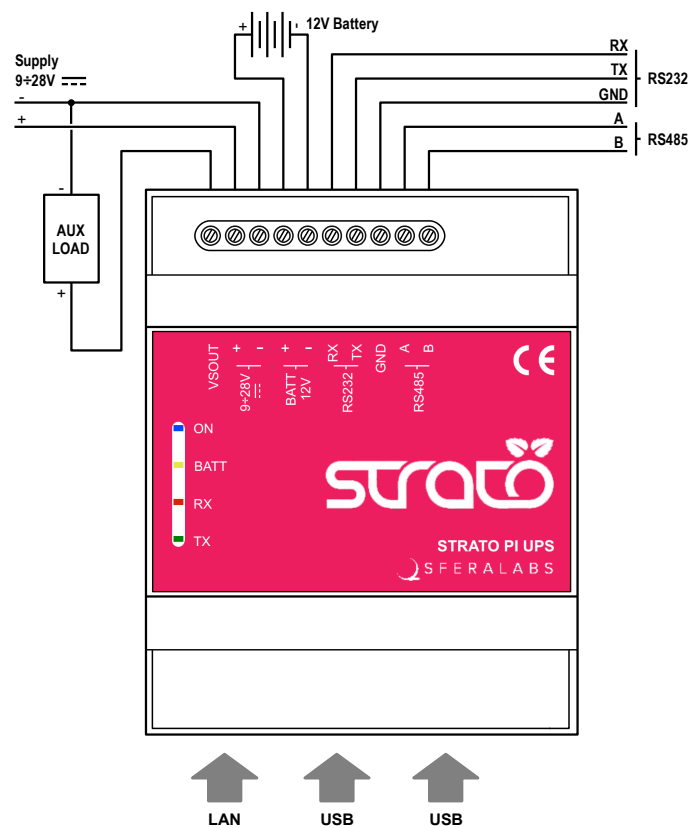 12V Battery
+
-
Supply
9÷28V
-
+
RX
TX
GND
RS232
A
B
RS485
-
AUX
LOAD
+
VSOUT
+
–
9÷28V
+
–
BATT
12V
RX
TX
RS232
GND
A
B
RS485
CE
ON
BATT
RX
TX
strato
STRATO PI UPS
SFERALABS
LAN
USB
USB